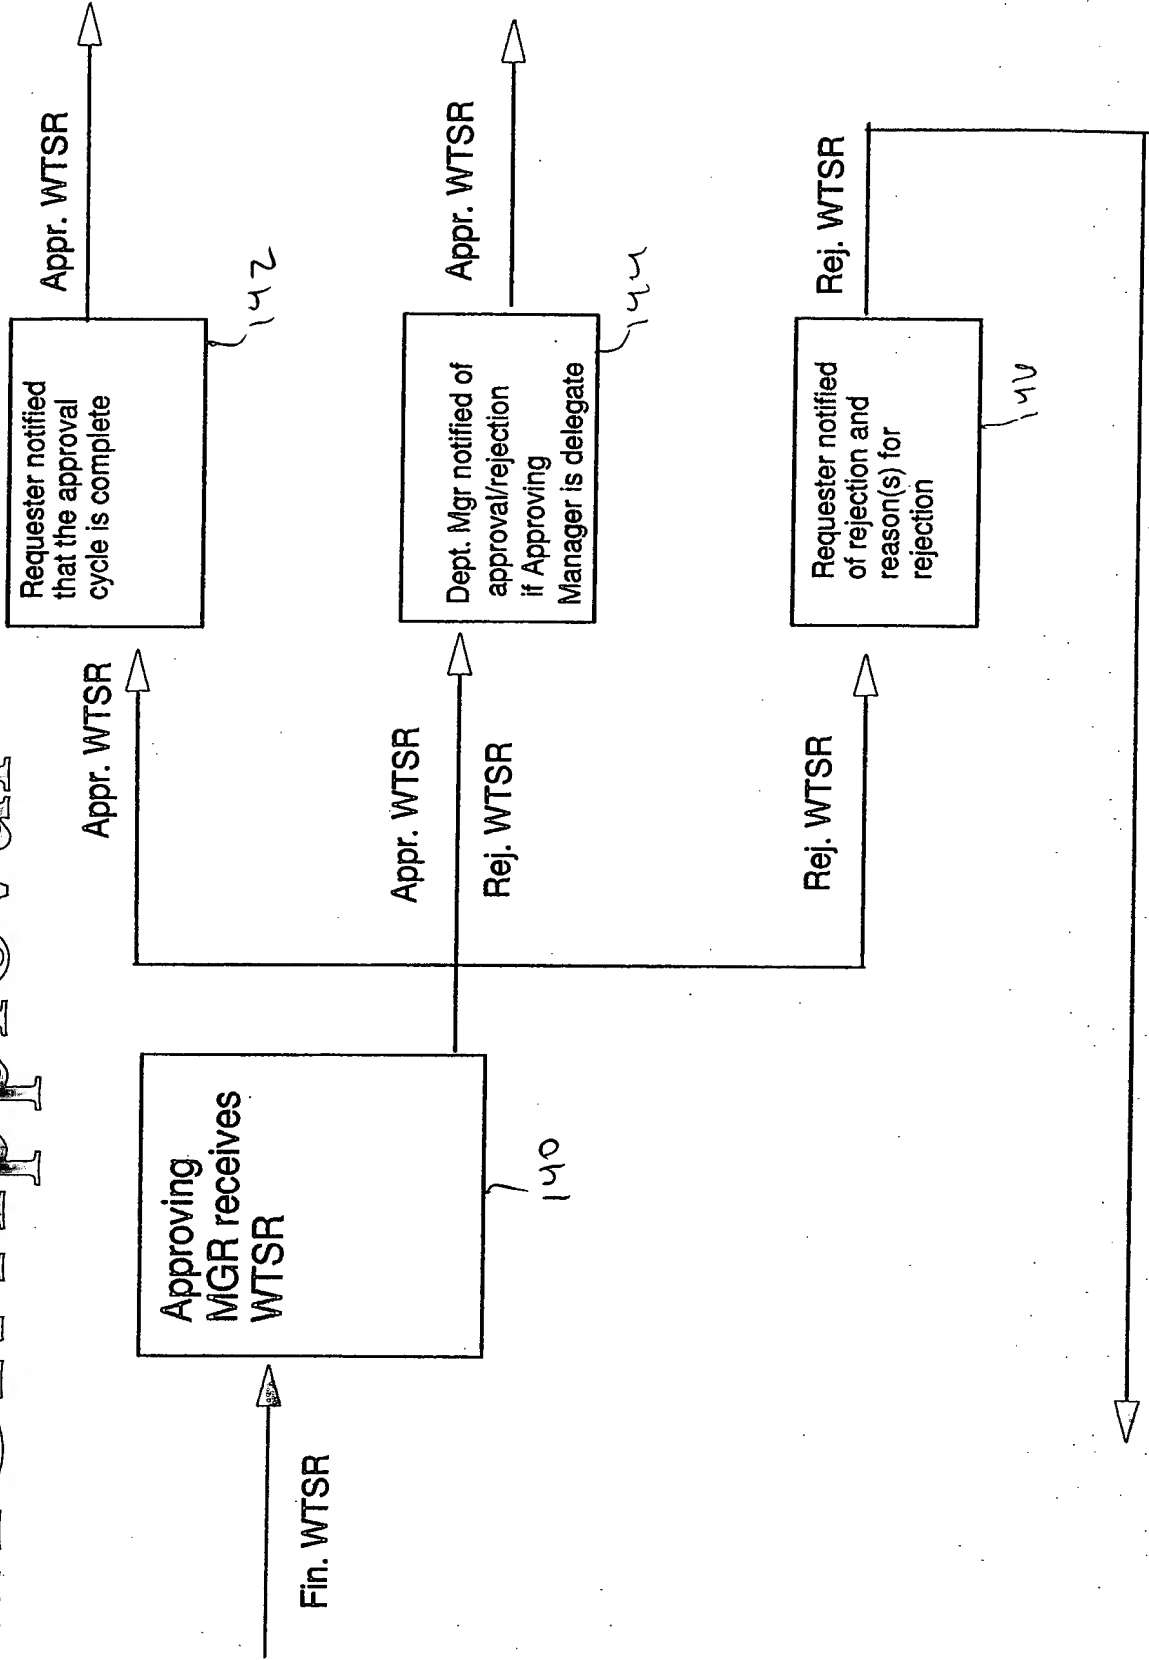 Fin. WTSR
Approving
MGR receives
WTSR
140
Appr. WTSR
Appr. WTSR
Rej. WTSR
Rej. WTSR
Requester notified
that the approval
cycle is complete
142
Appr. WTSR
Dept. Mgr notified of
approval/rejection
if Approving
Manager is delegate
144
Appr. WTSR
Requester notified
of rejection and
reason(s) for
rejection
146
Rej. WTSR